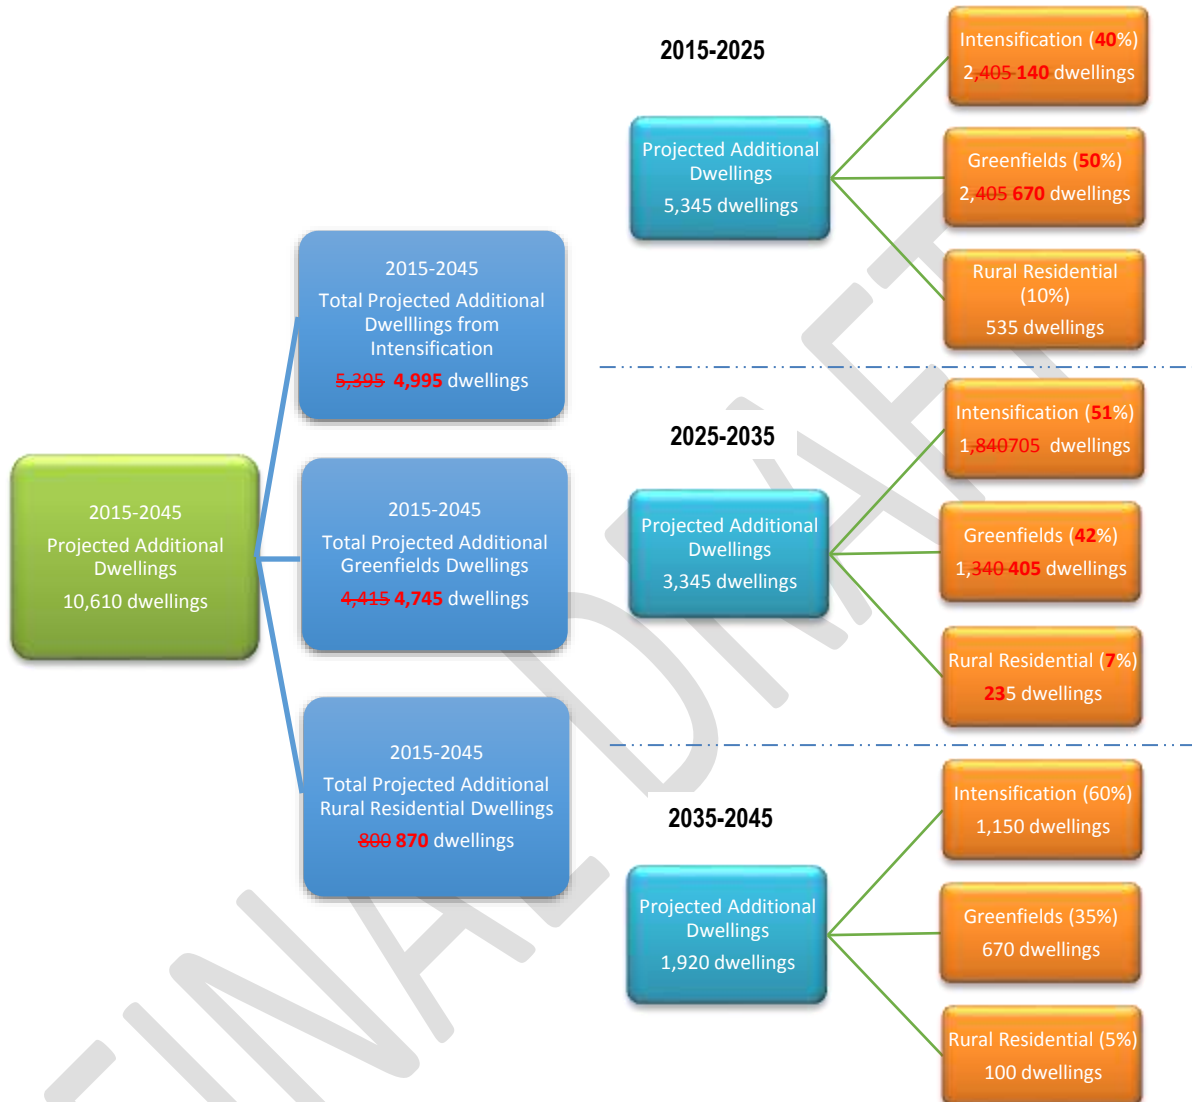 2015-2045
Projected Additional
Dwellings
10,610 dwellings
2015-2045
Total Projected Additional
Dwelllings from
Intensification
5,395 4,995 dwellings
2015-2045
Total Projected Additional
Greenfields Dwellings
4,415 4,745 dwellings
2015-2045
Total Projected Additional
Rural Residential Dwellings
800 870 dwellings
2015-2025
Projected Additional
Dwellings
5,345 dwellings
Intensification (40%)
2,405 140 dwellings
Greenfields (50%)
2,405 670 dwellings
Rural Residential
(10%)
535 dwellings
2025-2035
Projected Additional
Dwellings
3,345 dwellings
Intensification (51%)
1,840705 dwellings
Greenfields (42%)
1,340 405 dwellings
Rural Residential (7%)
235 dwellings
2035-2045
Projected Additional
Dwellings
1,920 dwellings
Intensification (60%)
1,150 dwellings
Greenfields (35%)
670 dwellings
Rural Residential (5%)
100 dwellings
FINAL DRAFT